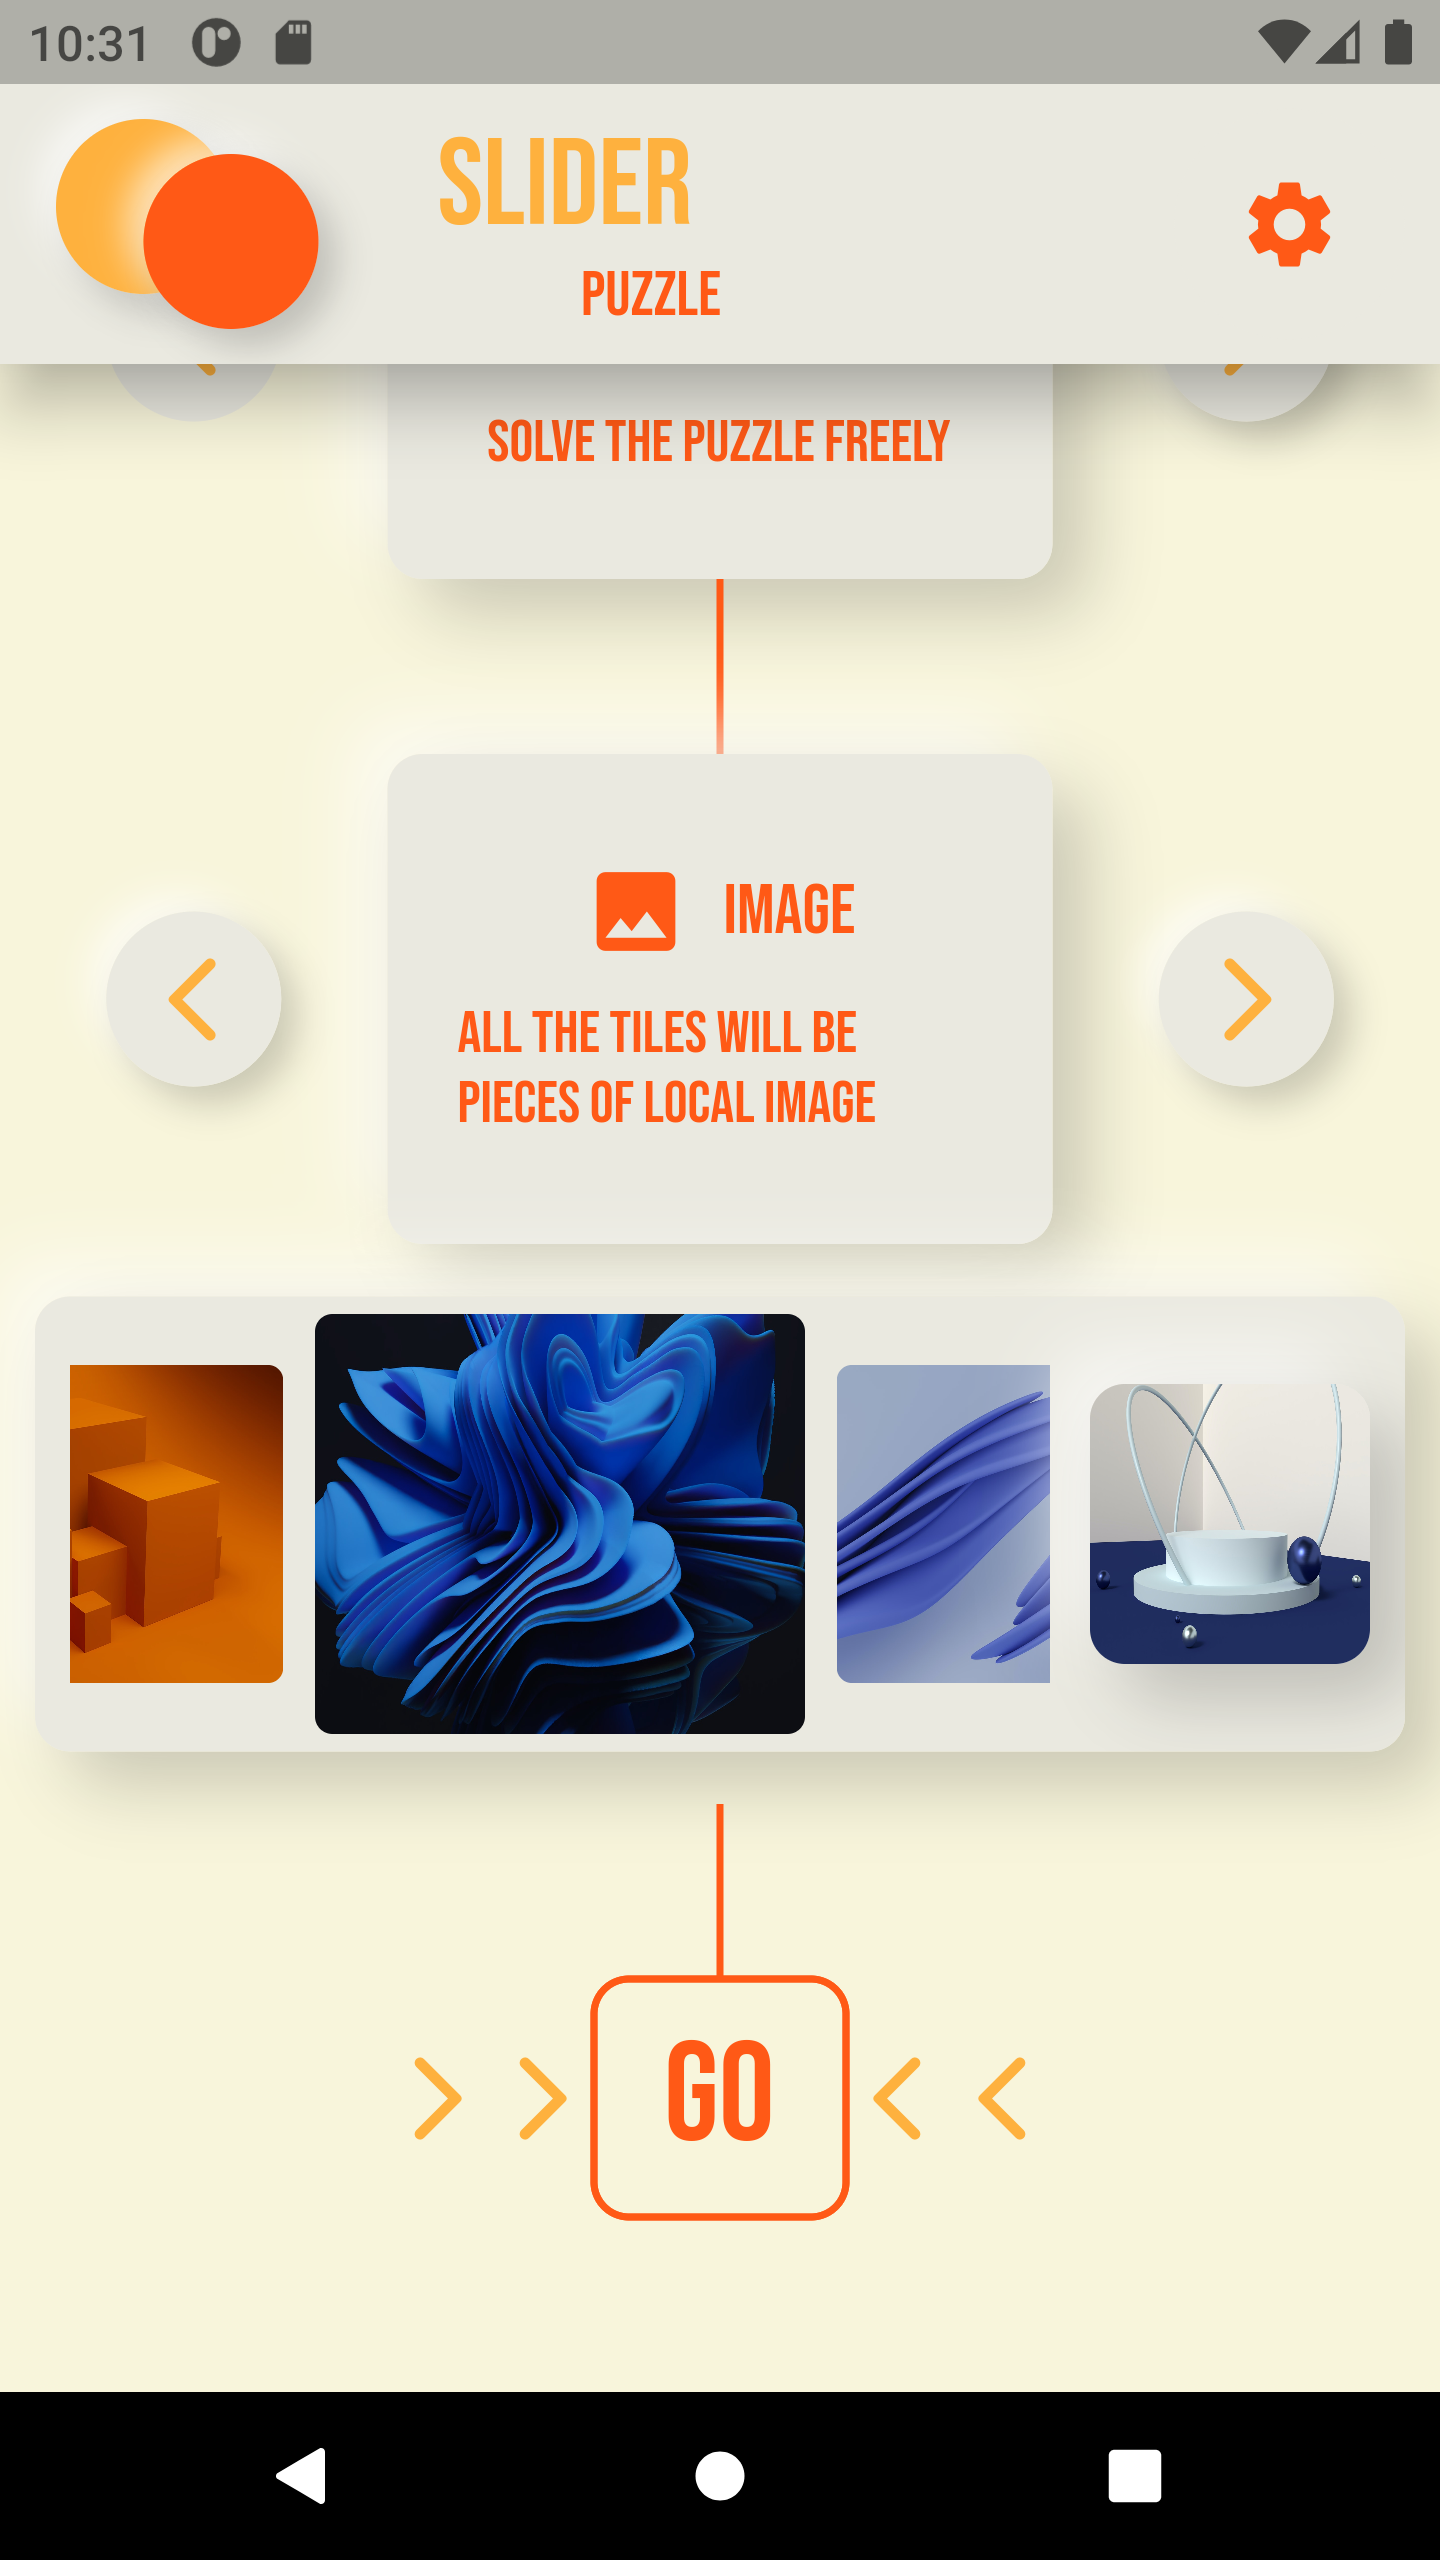 10:31
SLIDER
PUZZLE
SOLVE THE PUZZLE FREELY
IMAGE
ALL THE TILES WILL BE
PIECES OF LOCAL IMAGE
GO